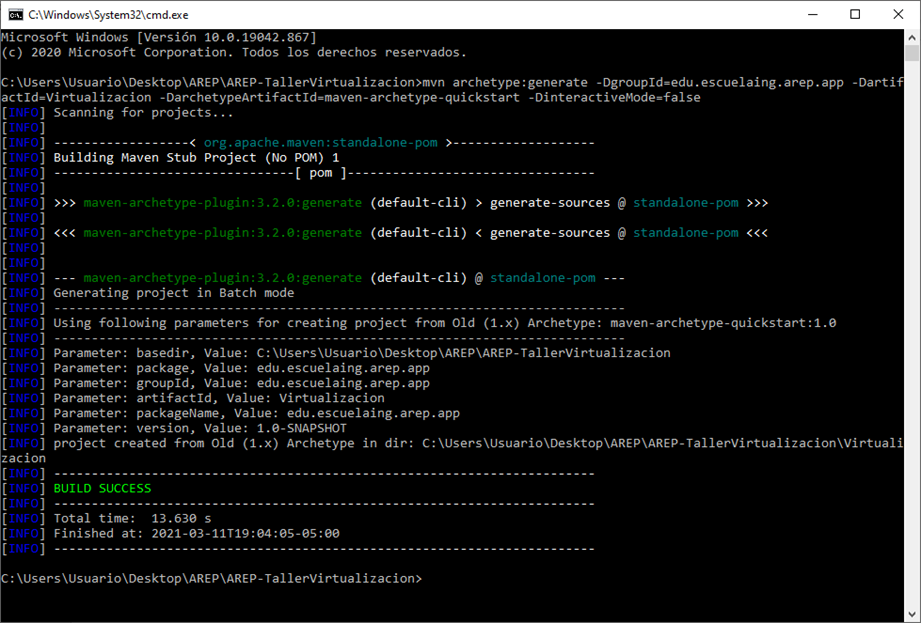 C:\Windows\System32\cmd.exe
Microsoft Windows [Versión 10.0.19042.867]
(c) 2020 Microsoft Corporation. Todos los derechos reservados.
C:\Users\Usuario\Desktop\AREP\AREP-TallerVirtualizacion>mvn archetype:generate -DgroupId=edu.escuelaing.arep.app -Dartif
actId=Virtualizacion -DarchetypeArtifactId=maven-archetype-quickstart -DinteractiveMode=false
[INFO] Scanning for projects...
[INFO]
[INFO] ------------------< org.apache.maven:standalone-pom >-------------------
[INFO] Building Maven Stub Project (No POM) 1
[INFO] --------------------------------[ pom ]---------------------------------
[INFO]
[INFO] >>> maven-archetype-plugin:3.2.0:generate (default-cli) > generate-sources @ standalone-pom >>>
[INFO]
[INFO] <<< maven-archetype-plugin:3.2.0:generate (default-cli) < generate-sources @ standalone-pom <<<
[INFO]
[INFO]
[INFO] --- maven-archetype-plugin:3.2.0:generate (default-cli) @ standalone-pom ---
[INFO] Generating project in Batch mode
[INFO] ----------------------------------------------------------------------------
[INFO] Using following parameters for creating project from Old (1.x) Archetype: maven-archetype-quickstart:1.0
[INFO] ----------------------------------------------------------------------------
[INFO] Parameter: basedir, Value: C:\Users\Usuario\Desktop\AREP\AREP-TallerVirtualizacion
[INFO] Parameter: package, Value: edu.escuelaing.arep.app
[INFO] Parameter: groupId, Value: edu.escuelaing.arep.app
[INFO] Parameter: artifactId, Value: Virtualizacion
[INFO] Parameter: packageName, Value: edu.escuelaing.arep.app
[INFO] Parameter: version, Value: 1.0-SNAPSHOT
[INFO] project created from Old (1.x) Archetype in dir: C:\Users\Usuario\Desktop\AREP\AREP-TallerVirtualizacion\Virtuali
zacion
[INFO] ------------------------------------------------------------------------
[INFO] BUILD SUCCESS
[INFO] ------------------------------------------------------------------------
[INFO] Total time:  13.630 s
[INFO] Finished at: 2021-03-11T19:04:05-05:00
[INFO] ------------------------------------------------------------------------
C:\Users\Usuario\Desktop\AREP\AREP-TallerVirtualizacion>